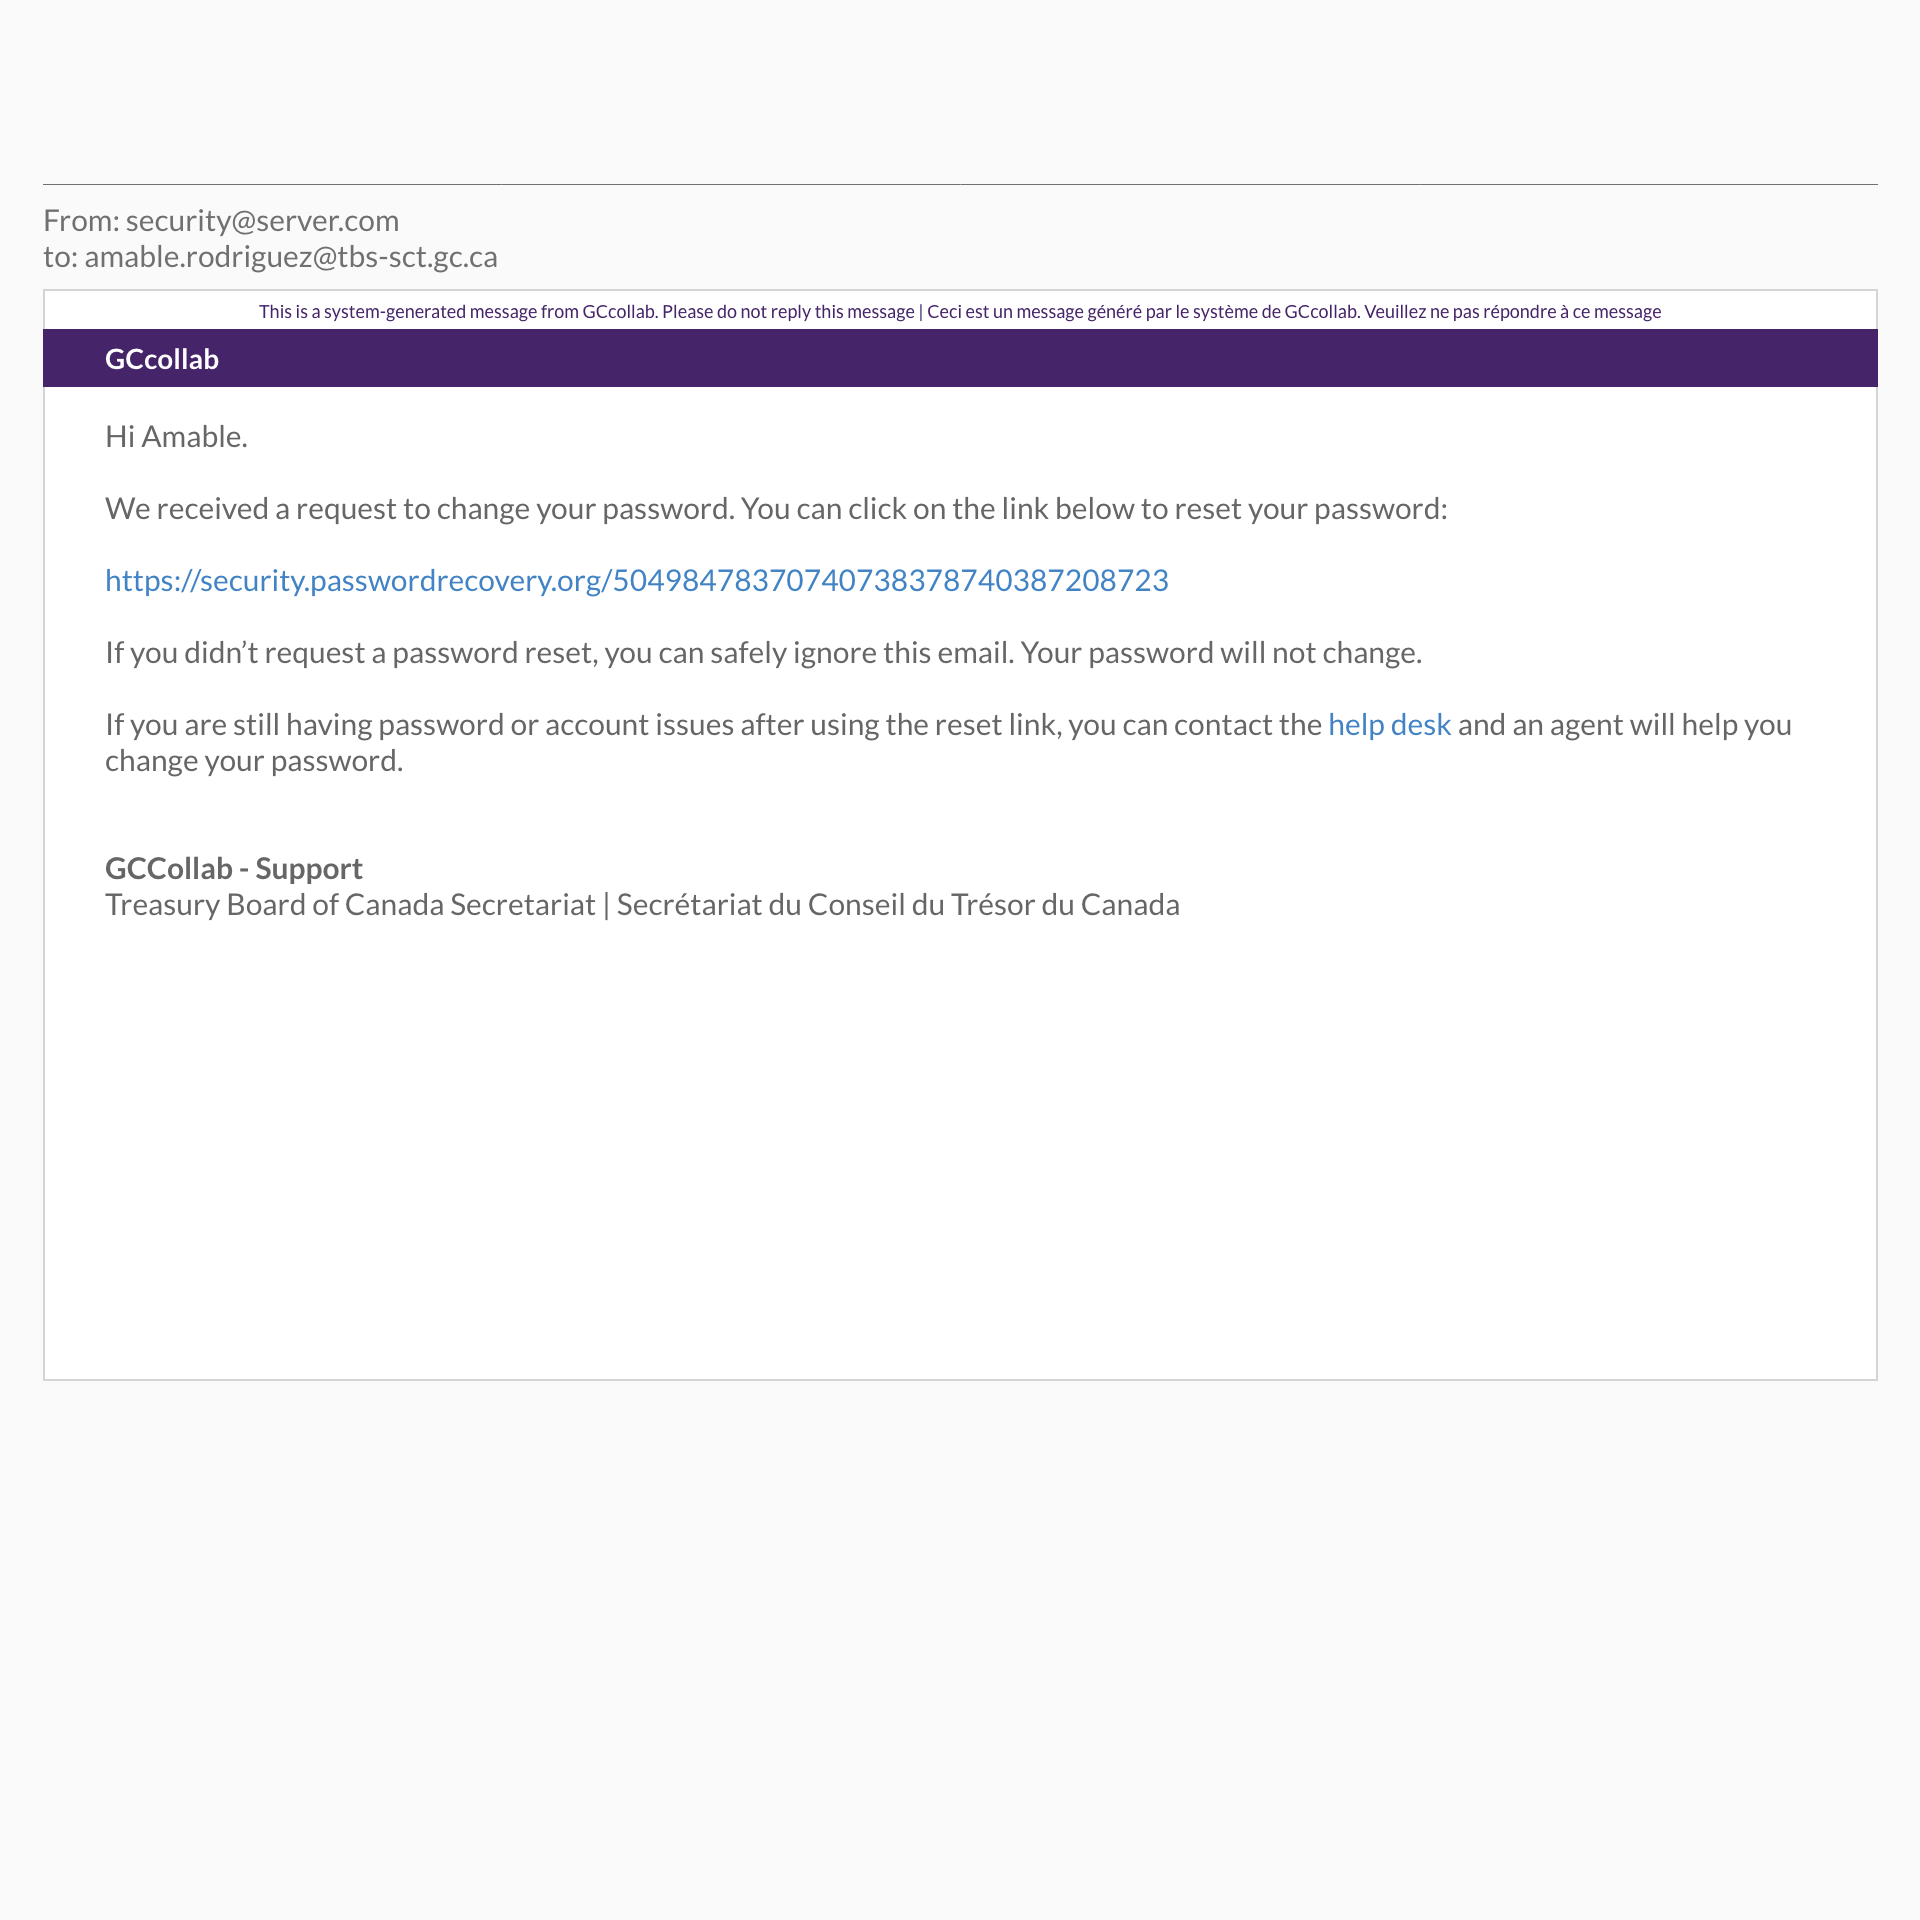 From: security@server.com
to: amable.rodriguez@tbs-sct.gc.ca
This is a system-generated message from GCcollab. Please do not reply this message | Ceci est un message généré par le système de GCcollab. Veuillez ne pas répondre à ce message
GCcollab
Hi Amable.
We received a request to change your password. You can click on the link below to reset your password:
https://security.passwordrecovery.org/50498478370740738378740387208723
If you didn’t request a password reset, you can safely ignore this email. Your password will not change.
If you are still having password or account issues after using the reset link, you can contact the help desk and an agent will help you
change your password.
GCCollab - Support
Treasury Board of Canada Secretariat | Secrétariat du Conseil du Trésor du Canada